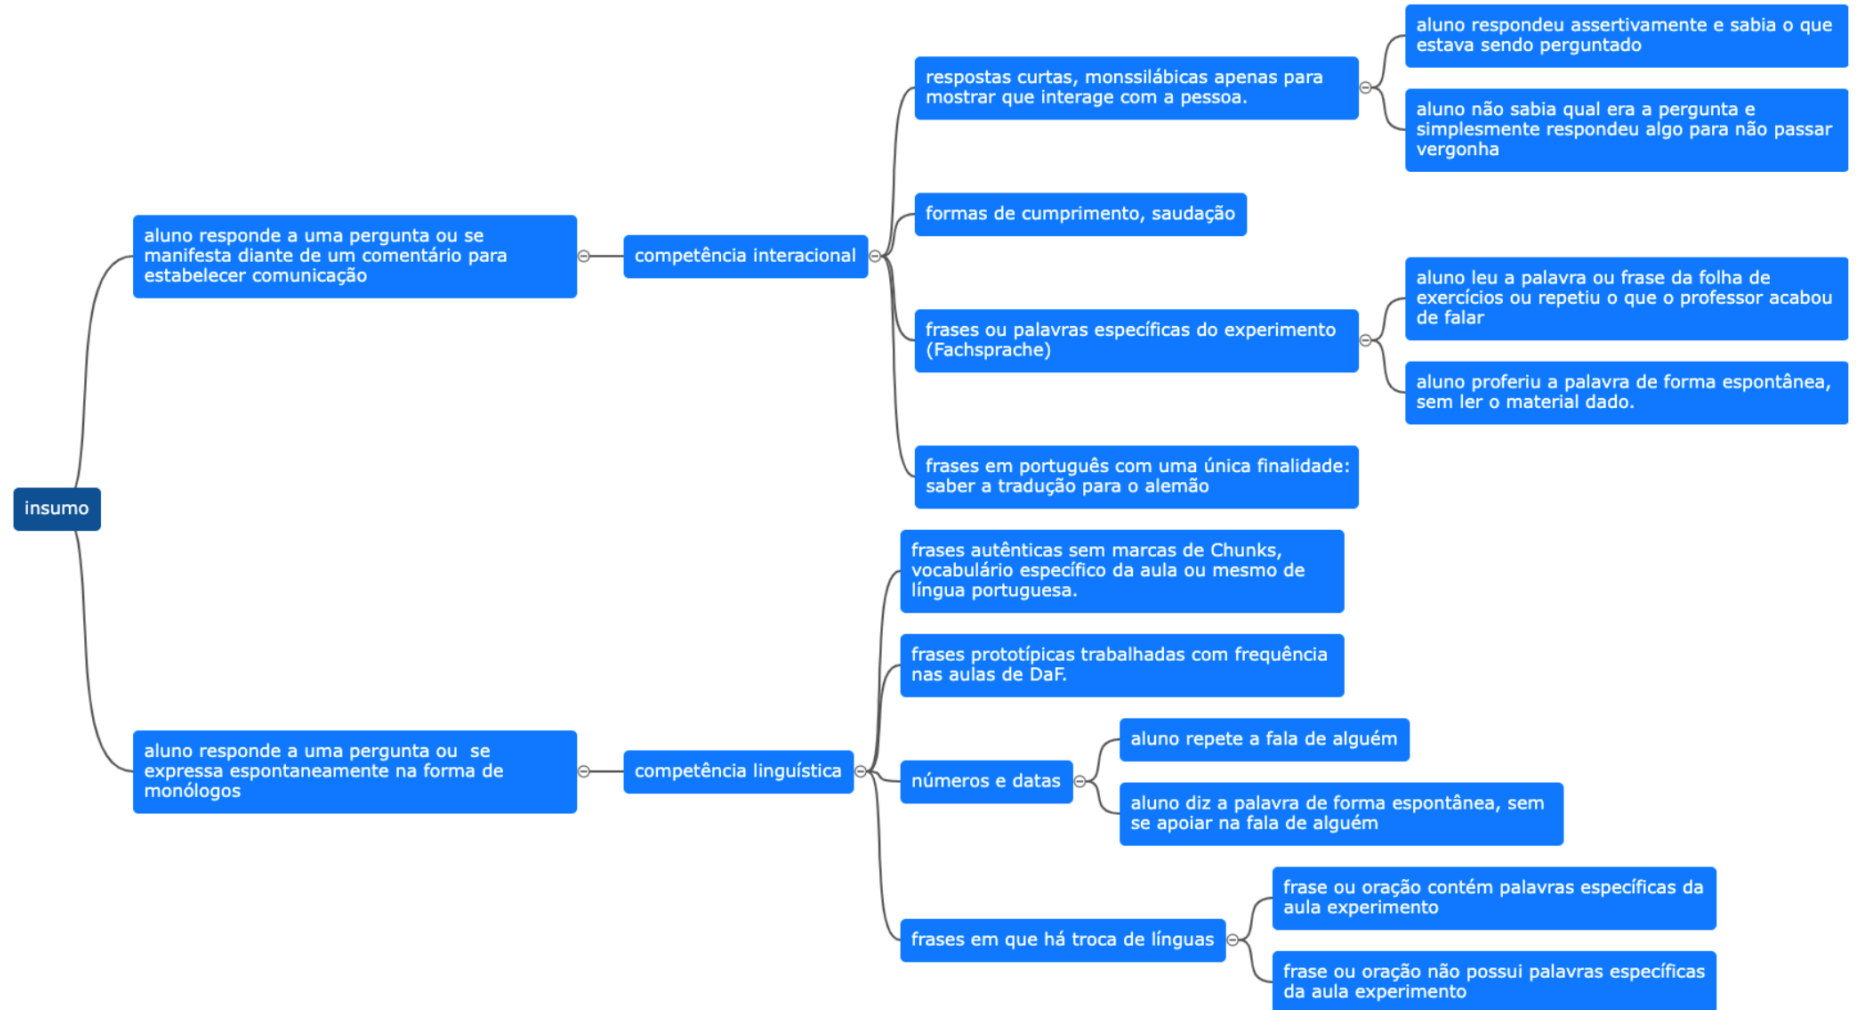 aluno respondeu assertivamente e sabia o que
estava sendo perguntado
respostas curtas, monssilábicas apenas para
mostrar que interage com a pessoa.
aluno não sabia qual era a pergunta e
simplesmente respondeu algo para não passar
vergonha
formas de cumprimento, saudação
aluno responde a uma pergunta ou se
manifesta diante de um comentário para
estabelecer comunicação
competência interacional
aluno leu a palavra ou frase da folha de
exercícios ou repetiu o que o professor acabou
de falar
frases ou palavras específicas do experimento
(Fachsprache)
aluno proferiu a palavra de forma espontânea,
sem ler o material dado.
frases em português com uma única finalidade:
saber a tradução para o alemão
insumo
frases autênticas sem marcas de Chunks,
vocabulário específico da aula ou mesmo de
língua portuguesa.
frases prototípicas trabalhadas com frequência
nas aulas de DaF.
aluno responde a uma pergunta ou  se
expressa espontaneamente na forma de
monólogos
competência linguística
números e datas
aluno repete a fala de alguém
aluno diz a palavra de forma espontânea, sem
se apoiar na fala de alguém
frases em que há troca de línguas
frase ou oração contém palavras específicas da
aula experimento
frase ou oração não possui palavras específicas
da aula experimento